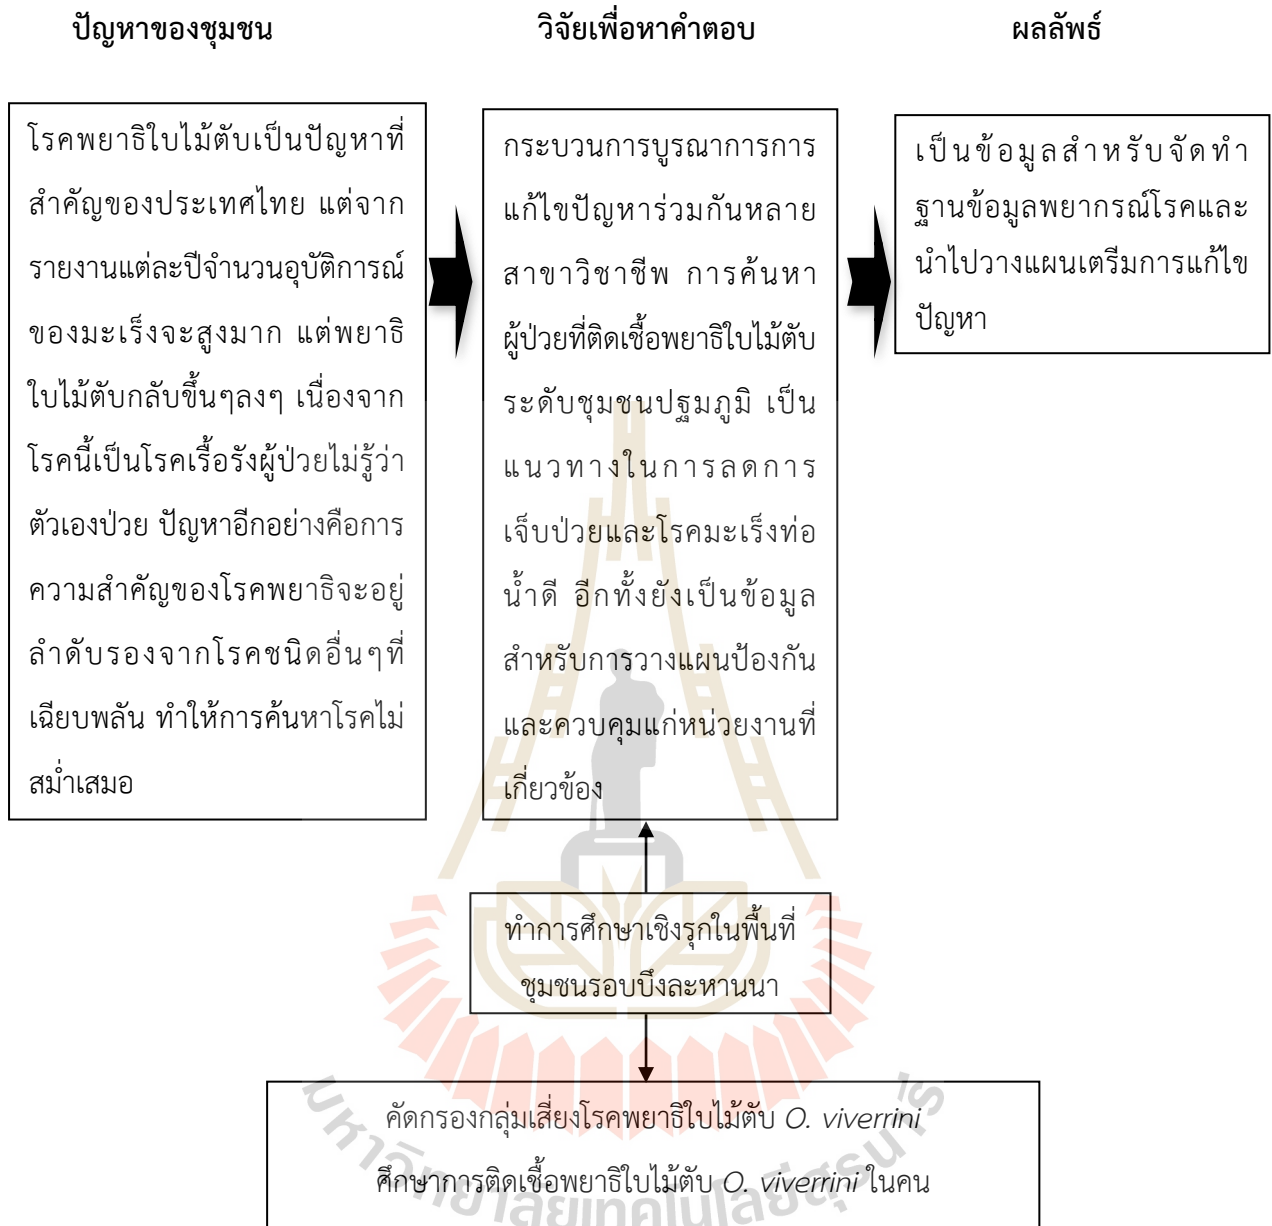 ปัญหาของชุมชน
วิจัยเพื่อหาคำตอบ
ผลลัพธ์
โรคพยาธิใบไม้ตับเป็นปัญหาที่
สำคัญของประเทศไทย แต่จาก
รายงานแต่ละปีจำนวนอุบัติการณ์
ของมะเร็งจะสูงมาก แต่พยาธิ
ใบไม้ตับกลับขึ้นๆลงๆ เนื่องจาก
โรคนี้เป็นโรคเรื้อรังผู้ป่วยไม่รู้ว่า
ตัวเองป่วย ปัญหาอีกอย่างคือการ
ความสำคัญของโรคพยาธิจะอยู่
ลำดับรองจากโรคชนิดอื่นๆที่
เฉียบพลัน ทำให้การค้นหาโรคไม่
สม่ำเสมอ
กระบวนการบูรณาการการ
แก้ไขปัญหาร่วมกันหลาย
สาขาวิชาชีพ การค้นหา
ผู้ป่วยที่ติดเชื้อพยาธิใบไม้ตับ
ระดับชุมชนปฐมภูมิ เป็น
แนวทางในการลดการ
เจ็บป่วยและโรคมะเร็งท่อ
น้ำดี อีกทั้งยังเป็นข้อมูล
สำหรับการวางแผนป้องกัน
และควบคุมแก่หน่วยงานที่
เกี่ยวข้อง
เป็นข้อมูลสำหรับจัดทำ
ฐานข้อมูลพยากรณ์โรคและ
นำไปวางแผนเตรีมการแก้ไข
ปัญหา
ทำการศึกษาเชิงรุกในพื้นที่
ชุมชนรอบบึงละหานนา
คัดกรองกลุ่มเสี่ยงโรคพยาธิใบไม้ตับ O. viverrini
ศึกษาการติดเชื้อพยาธิใบไม้ตับ O. viverrini ในคน
มหาวิทยาลัยเทคโนโลยีสุรนารี